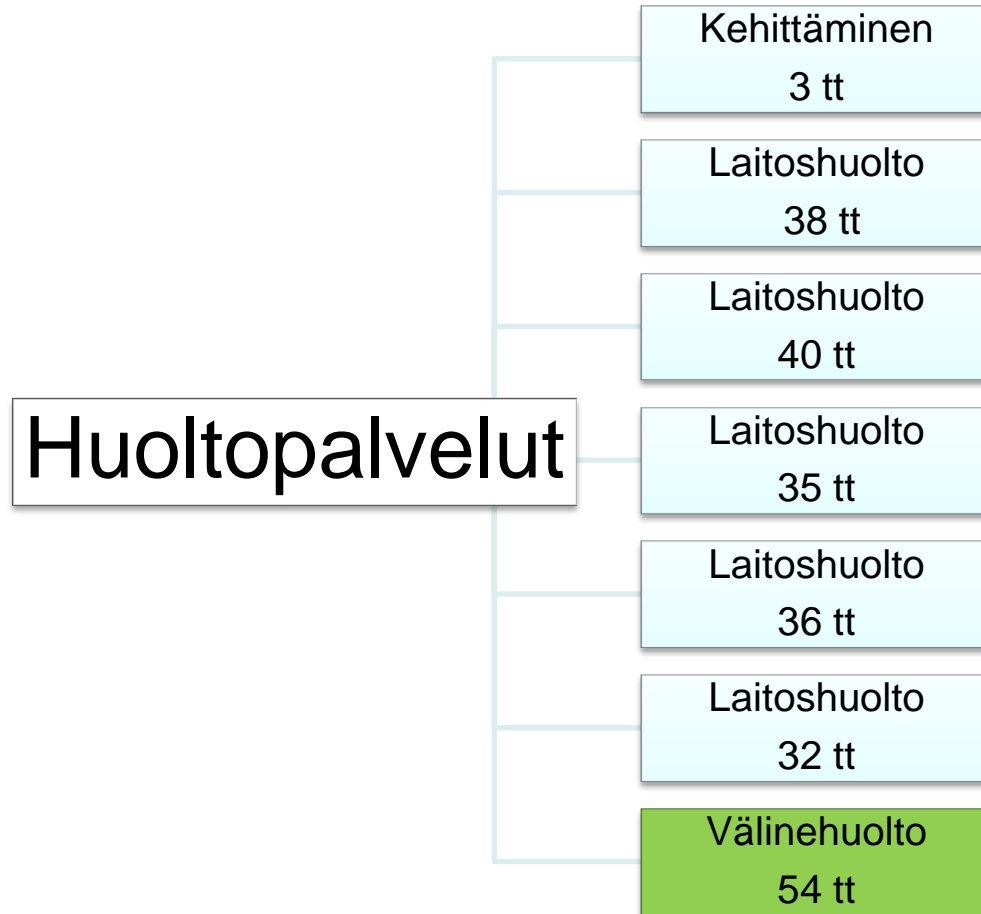 Kehittäminen
3 tt
Laitoshuolto
38 tt
Laitoshuolto
40 tt
Huoltopalvelut
Laitoshuolto
35 tt
Laitoshuolto
36 tt
Laitoshuolto
32 tt
Välinehuolto
54 tt